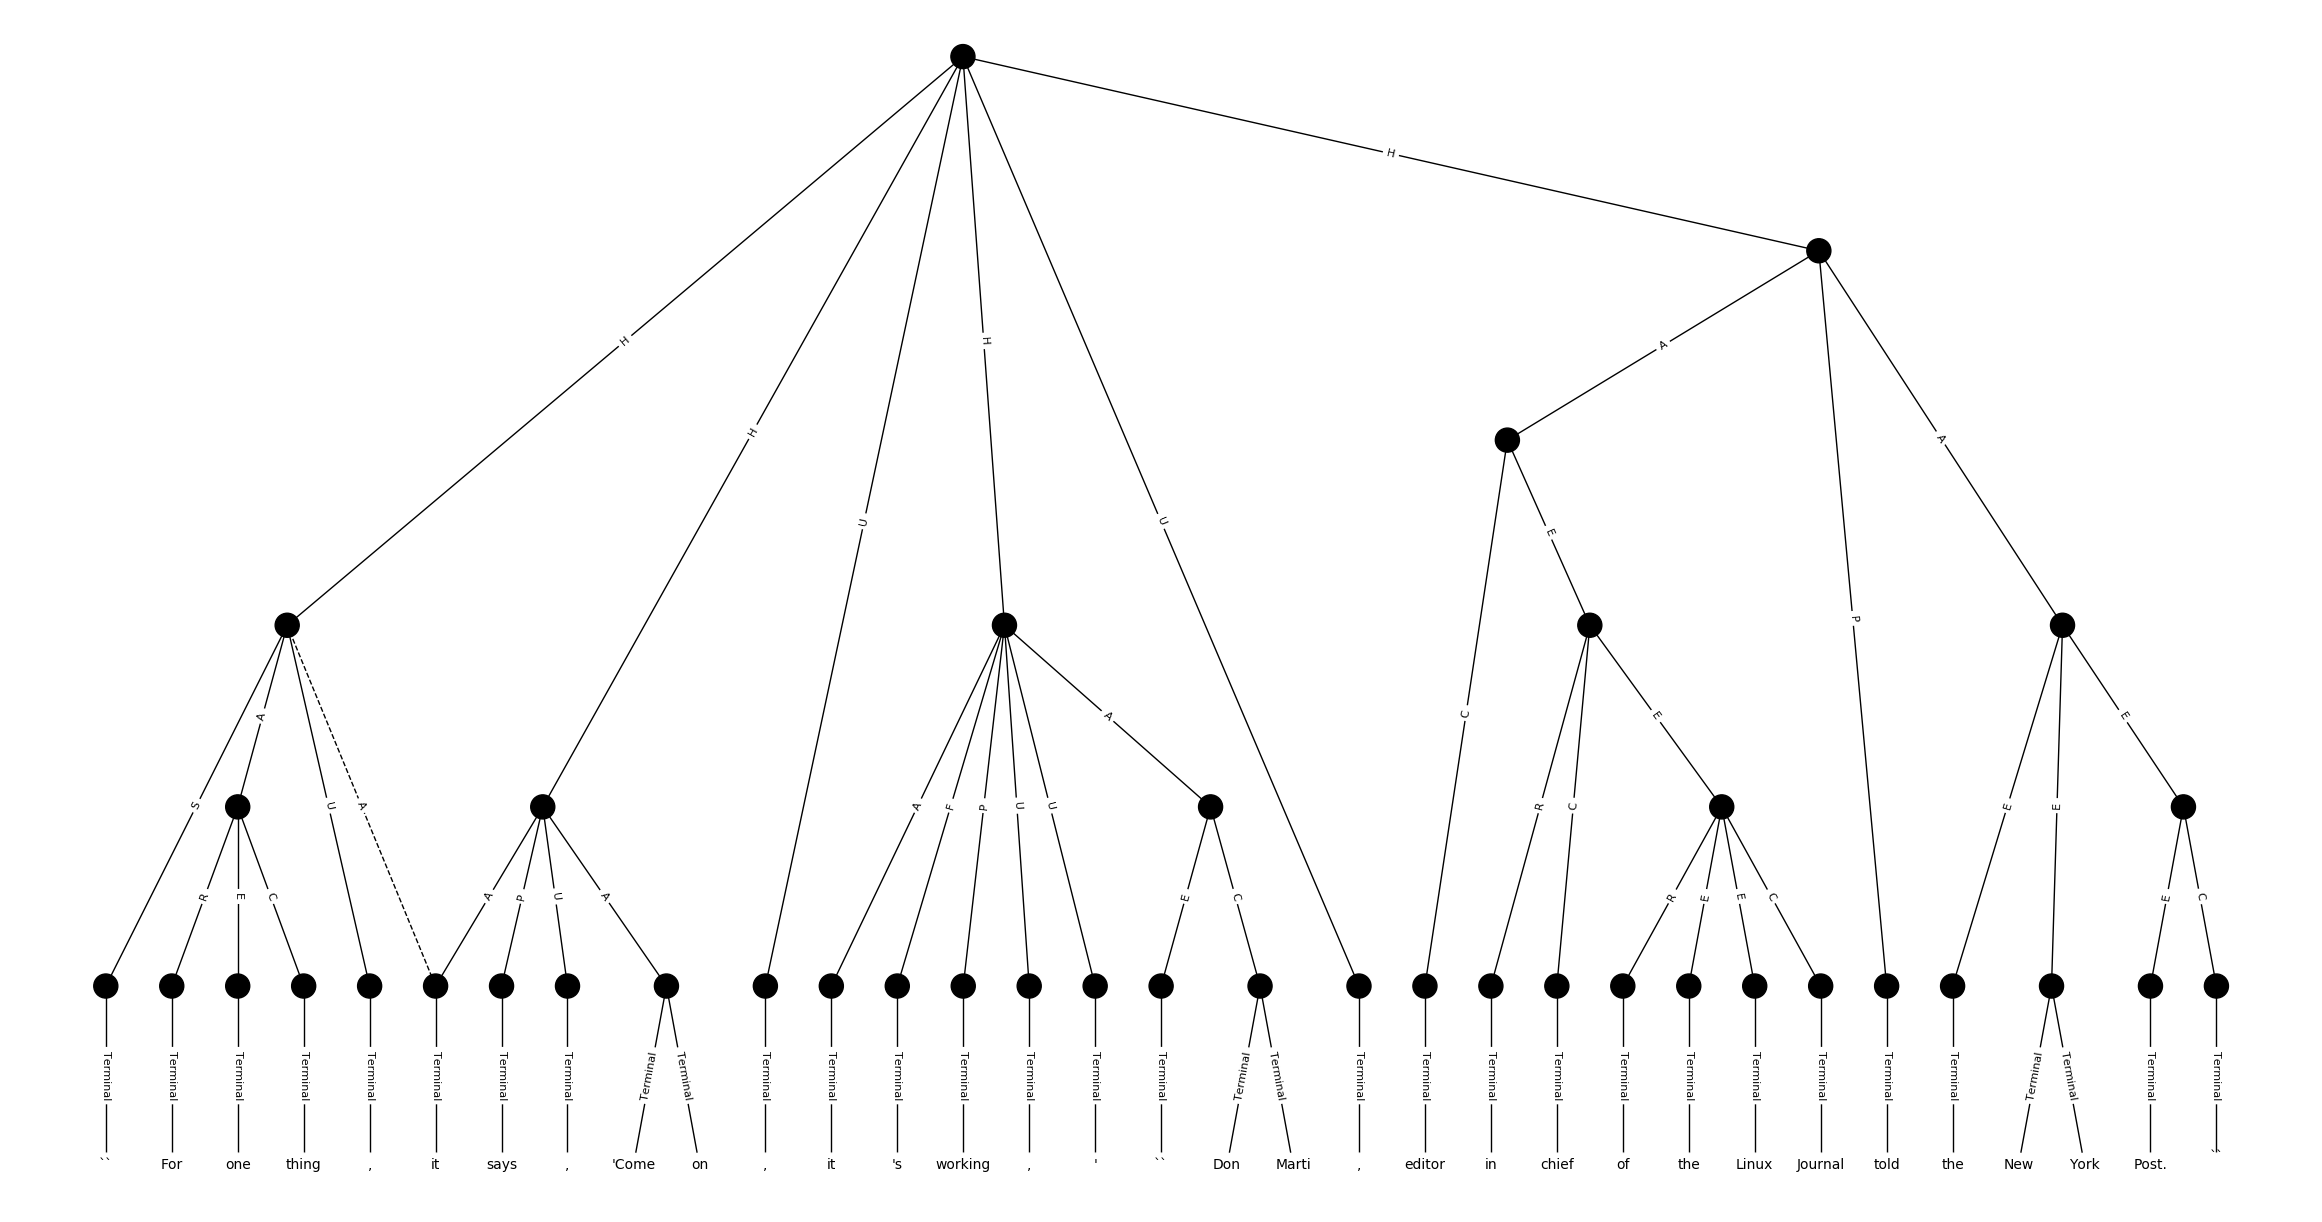 H
H
H
A
H
U
A
H
U
U
E
C
P
A
E
E
S
A
U
A
A
F
P
U
U
R
C
E
E
R
E
C
A
P
U
A
E
C
R
E
E
C
E
C
Terminal Terminal Terminal Terminal Terminal Terminal Terminal Terminal Terminal Terminal Terminal Terminal Terminal Terminal Terminal Terminal Terminal Terminal Terminal Terminal Terminal Terminal Terminal Terminal Terminal Terminal Terminal Terminal Terminal Terminal Terminal Terminal Terminal
`` For one thing , it says , 'Come on , it 's working , ' `` Don Marti , editor in chief of the Linux Journal told the New York Post. ``